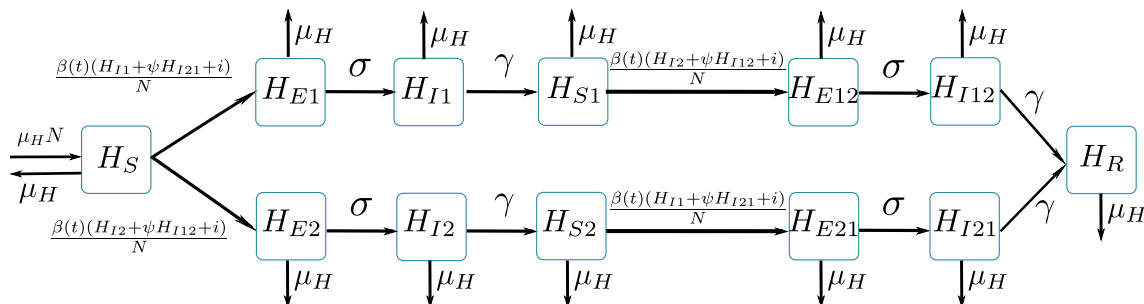 μ_H μ_H μ_H μ_H μ_H
β(t)(H_{I1}+ψH_{I21}+i)/N σ γ β(t)(H_{I2}+ψH_{I12}+i)/N σ
H_{E1} H_{I1} H_{S1} H_{E12} H_{I12} γ
μ_H N H_S H_R
μ_H
β(t)(H_{I2}+ψH_{I12}+i)/N σ γ β(t)(H_{I1}+ψH_{I21}+i)/N σ γ μ_H
H_{E2} H_{I2} H_{S2} H_{E21} H_{I21}
μ_H μ_H μ_H μ_H μ_H